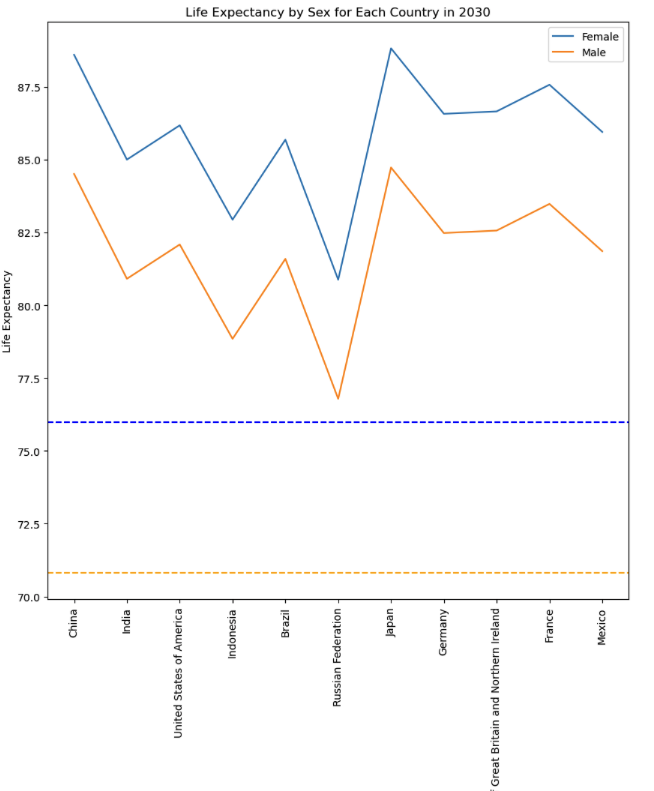 Life Expectancy by Sex for Each Country in 2030
Female
Male
Life Expectancy
87.5
85.0
82.5
80.0
77.5
75.0
72.5
70.0
China
India
United States of America
Indonesia
Brazil
Russian Federation
Japan
Germany
Great Britain and Northern Ireland
France
Mexico